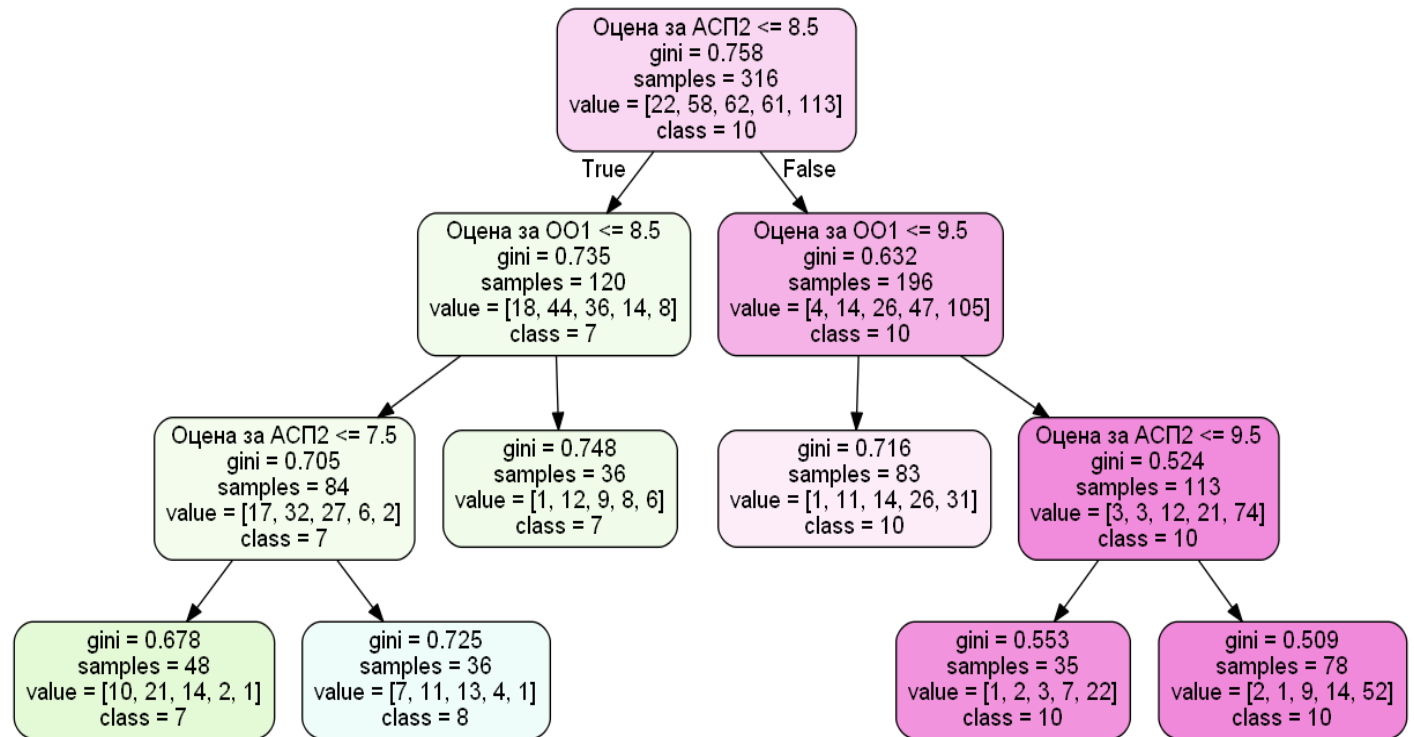 Оцена за АСП2 <= 8.5
gini = 0.758
samples = 316
value = [22, 58, 62, 61, 113]
class = 10
True
False
Оцена за ОО1 <= 8.5
gini = 0.735
samples = 120
value = [18, 44, 36, 14, 8]
class = 7
Оцена за ОО1 <= 9.5
gini = 0.632
samples = 196
value = [4, 14, 26, 47, 105]
class = 10
Оцена за АСП2 <= 7.5
gini = 0.705
samples = 84
value = [17, 32, 27, 6, 2]
class = 7
gini = 0.748
samples = 36
value = [1, 12, 9, 8, 6]
class = 7
gini = 0.716
samples = 83
value = [1, 11, 14, 26, 31]
class = 10
Оцена за АСП2 <= 9.5
gini = 0.524
samples = 113
value = [3, 3, 12, 21, 74]
class = 10
gini = 0.678
samples = 48
value = [10, 21, 14, 2, 1]
class = 7
gini = 0.725
samples = 36
value = [7, 11, 13, 4, 1]
class = 8
gini = 0.553
samples = 35
value = [1, 2, 3, 7, 22]
class = 10
gini = 0.509
samples = 78
value = [2, 1, 9, 14, 52]
class = 10